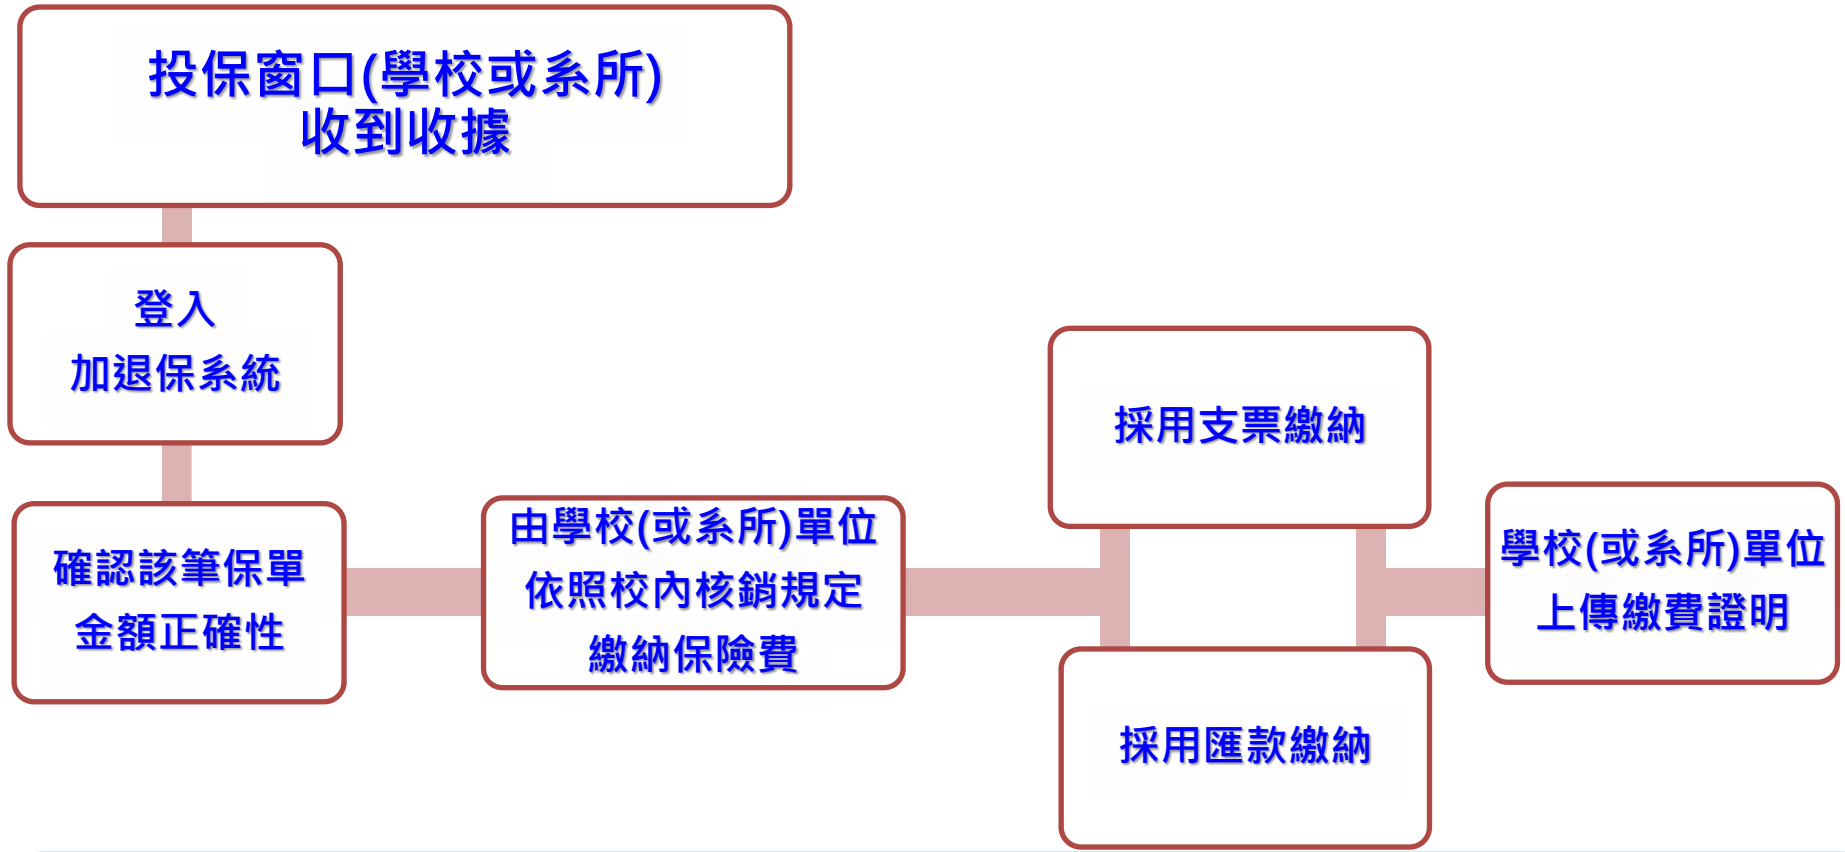 投保窗口(學校或系所)
收到收據
登入
加退保系統
確認該筆保單
金額正確性
由學校(或系所)單位
依照校內核銷規定
繳納保險費
採用支票繳納
採用匯款繳納
學校(或系所)單位
上傳繳費證明